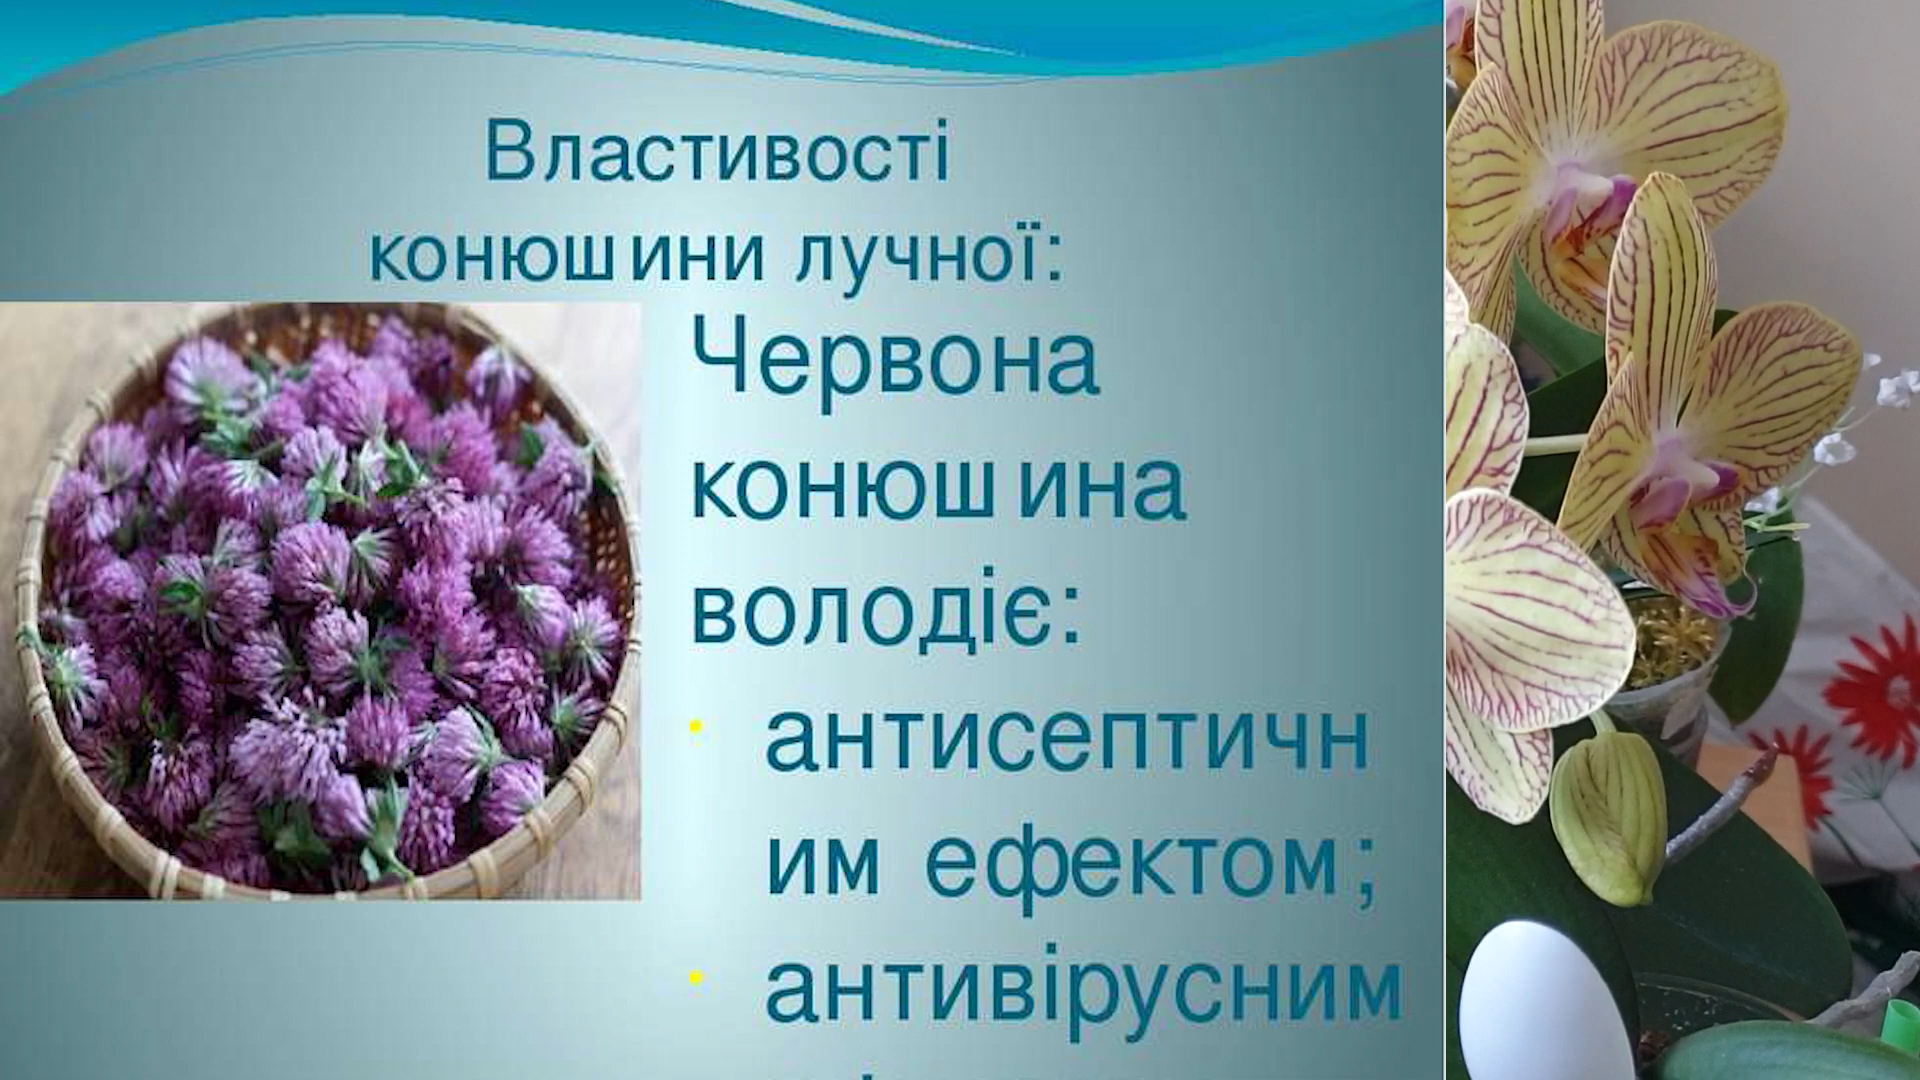 Властивості
конюшини лучної:
Червона
конюшина
володіє:
антисептичн
им ефектом;
антивірусним